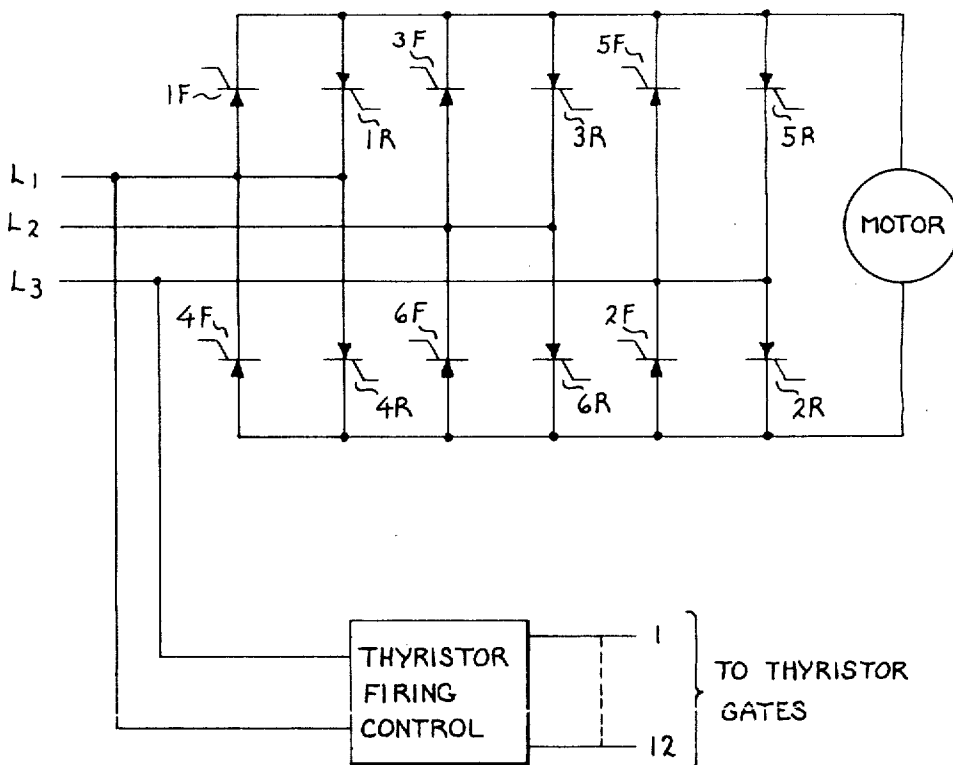 3F
5F
1F
1R
3R
5R
L1
L2
MOTOR
L3
4F
6F
2F
4R
6R
2R
THYRISTOR
FIRING
CONTROL
1
12
TO THYRISTOR
GATES